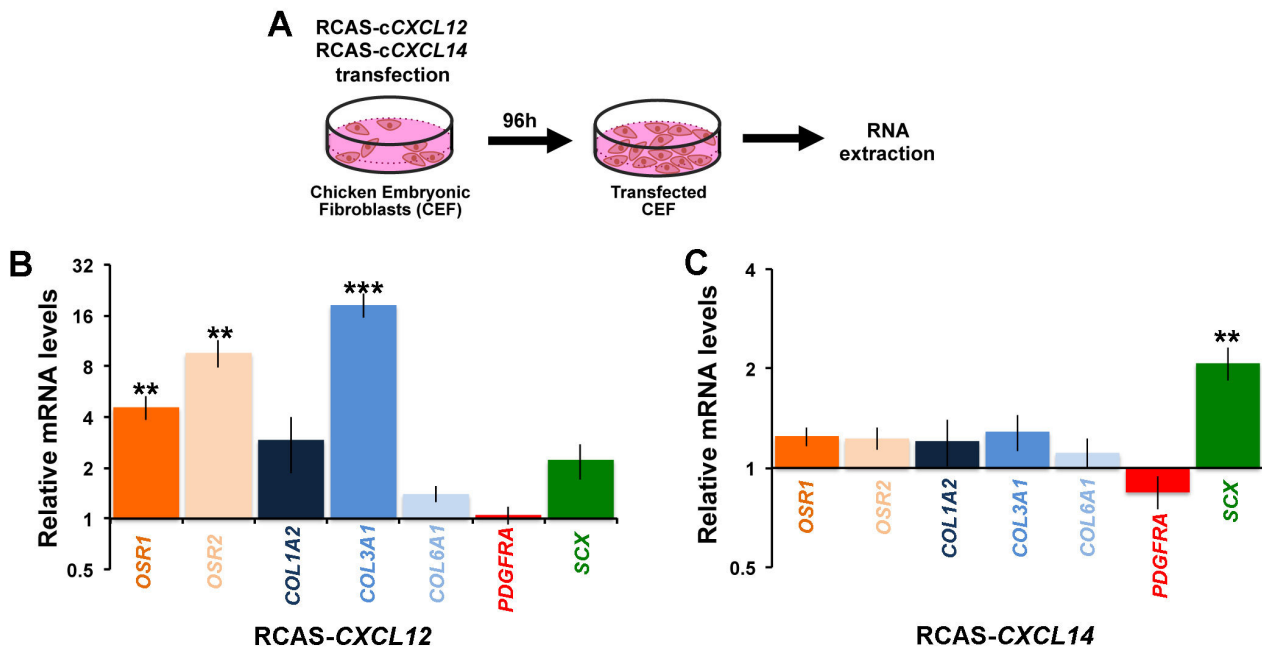 A
RCAS-cCXCL12
RCAS-cCXCL14
transfection
96h
RNA
extraction
Chicken Embryonic
Fibroblasts (CEF)
Transfected
CEF
B
Relative mRNA levels
32
16
8
4
2
1
0.5
**
**
***
OSR1
OSR2
COL1A2
COL3A1
COL6A1
PDGFRA
SCX
RCAS-CXCL12
C
Relative mRNA levels
4
2
1
0.5
**
OSR1
OSR2
COL1A2
COL3A1
COL6A1
PDGFRA
SCX
RCAS-CXCL14